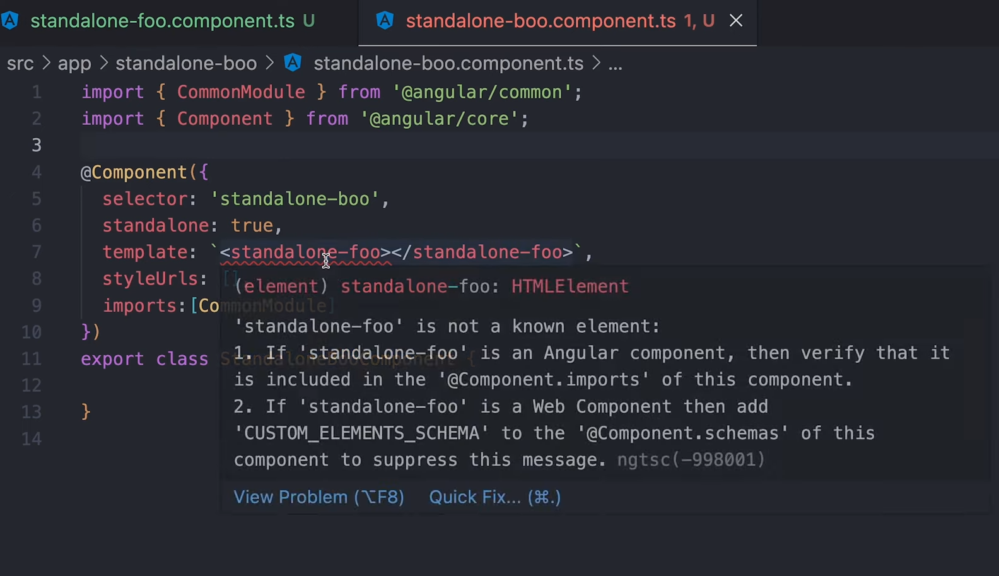 standalone-foo.component.ts U
standalone-boo.component.ts 1, U
src > app > standalone-boo > standalone-boo.component.ts > ...
1 import { CommonModule } from '@angular/common';
2 import { Component } from '@angular/core';
3
4 @Component({
5 selector: 'standalone-boo',
6 standalone: true,
7 template: `<standalone-foo></standalone-foo>`,
8 styleUrls: []
(element) standalone-foo: HTMLElement
9 imports:[CommonModule]
'standalone-foo' is not a known element:
10 })
1. If 'standalone-foo' is an Angular component, then verify that it
11 export class StandaloneBooComponent {
is included in the '@Component.imports' of this component.
12
2. If 'standalone-foo' is a Web Component then add
13 }
'CUSTOM_ELEMENTS_SCHEMA' to the '@Component.schemas' of this
14
component to suppress this message. ngtsc(-998001)
View Problem (⌥F8) Quick Fix... (⌘.)